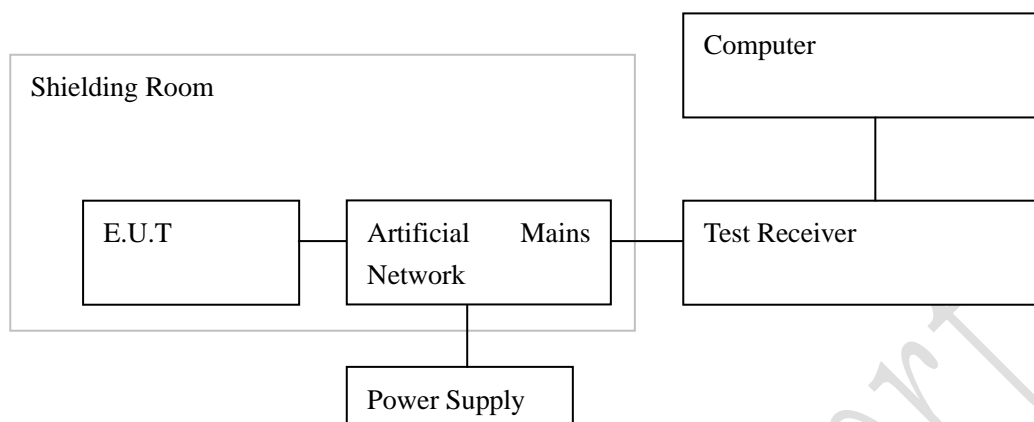 Computer
Shielding Room
E.U.T
Artificial Mains
Network
Test Receiver
Power Supply